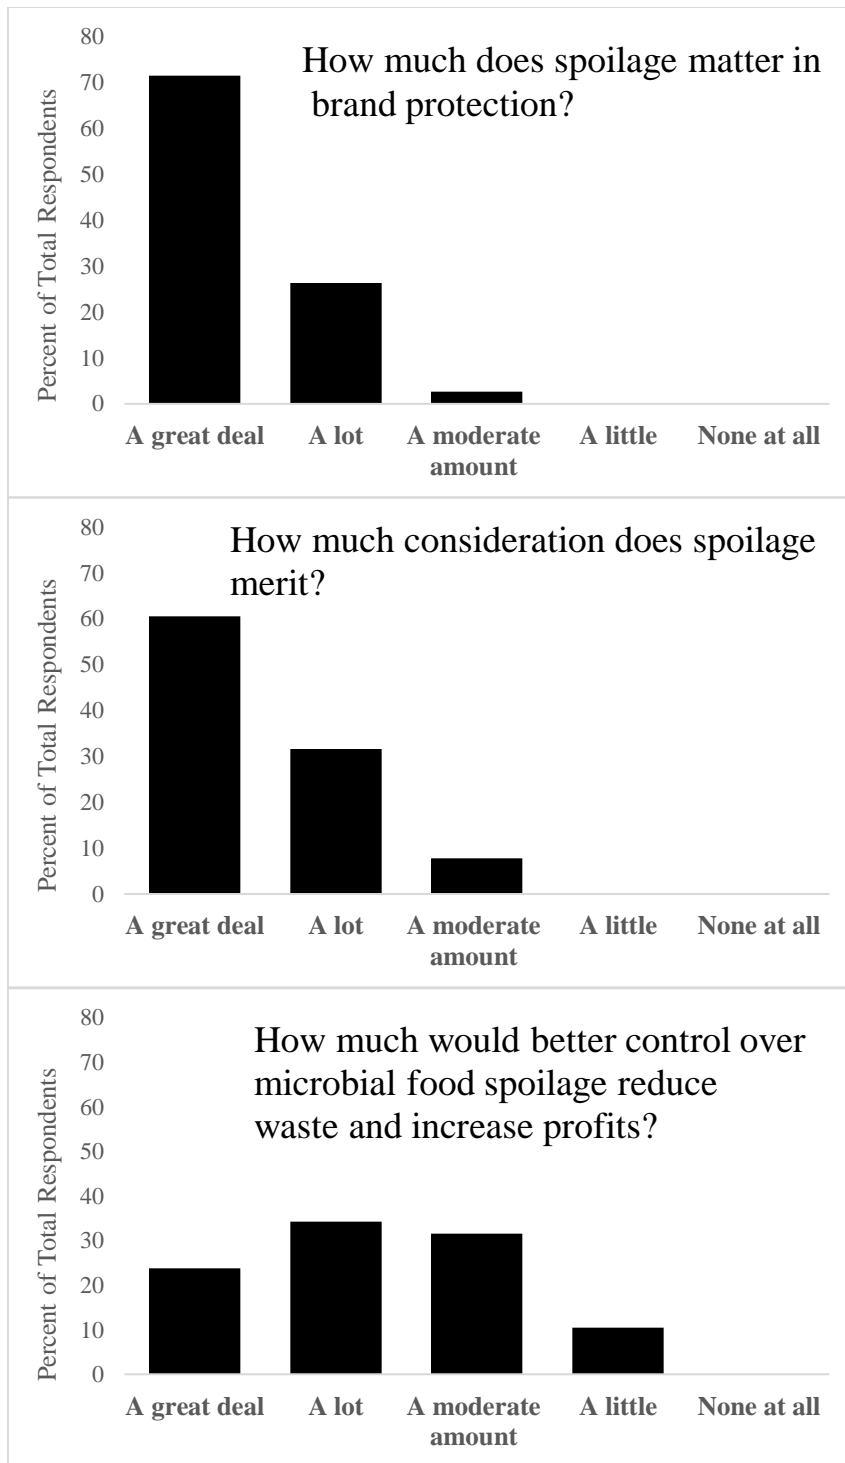 How much does spoilage matter in
brand protection?
Percent of Total Respondents
80
70
60
50
40
30
20
10
0
A great deal
A lot
A moderate
amount
A little
None at all
How much consideration does spoilage
merit?
Percent of Total Respondents
80
70
60
50
40
30
20
10
0
A great deal
A lot
A moderate
amount
A little
None at all
How much would better control over
microbial food spoilage reduce
waste and increase profits?
Percent of Total Respondents
80
70
60
50
40
30
20
10
0
A great deal
A lot
A moderate
amount
A little
None at all